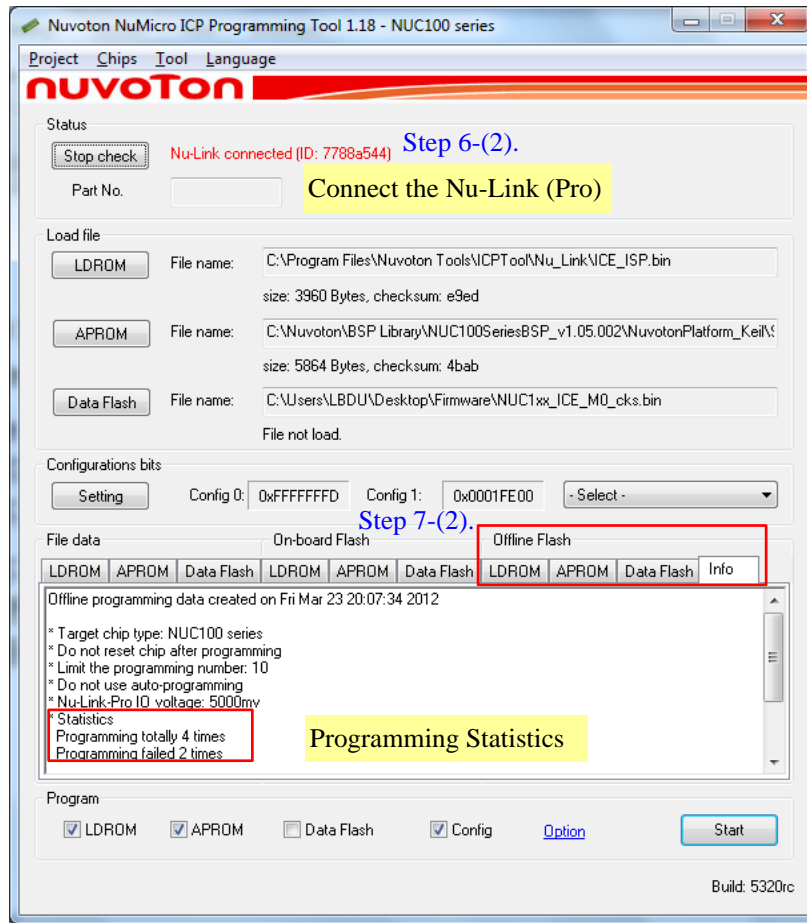 Nuvoton NuMicro ICP Programming Tool 1.18 - NUC100 series
Project Chips Tool Language
nuvoTon
Status
Stop check Nu-Link connected (ID: 7788a544) Step 6-(2).
Part No. Connect the Nu-Link (Pro)
Load file
LDROM File name: C:\Program Files\Nuvoton Tools\ICPTool\Nu_Link\ICE_ISP.bin
size: 3960 Bytes, checksum: e9ed
APROM File name: C:\Nuvoton\BSP Library\NUC100SeriesBSP_v1.05.002\NuvotonPlatform_Keil\S
size: 5864 Bytes, checksum: 4bab
Data Flash File name: C:\Users\LBDU\Desktop\Firmware\NUC1xx_ICE_M0_cks.bin
File not load.
Configurations bits
Setting Config 0: 0xFFFFFFFD Config 1: 0x0001FE00 - Select -
Step 7-(2).
File data On-board Flash Offline Flash
LDROM APROM Data Flash LDROM APROM Data Flash LDROM APROM Data Flash Info
Offline programming data created on Fri Mar 23 20:07:34 2012
* Target chip type: NUC100 series
* Do not reset chip after programming
* Limit the programming number: 10
* Do not use auto-programming
* Nu-Link-Pro IO voltage: 5000mv
* Statistics
Programming totally 4 times Programming Statistics
Programming failed 2 times
Program
LDROM APROM Data Flash Config Option Start
Build: 5320rc